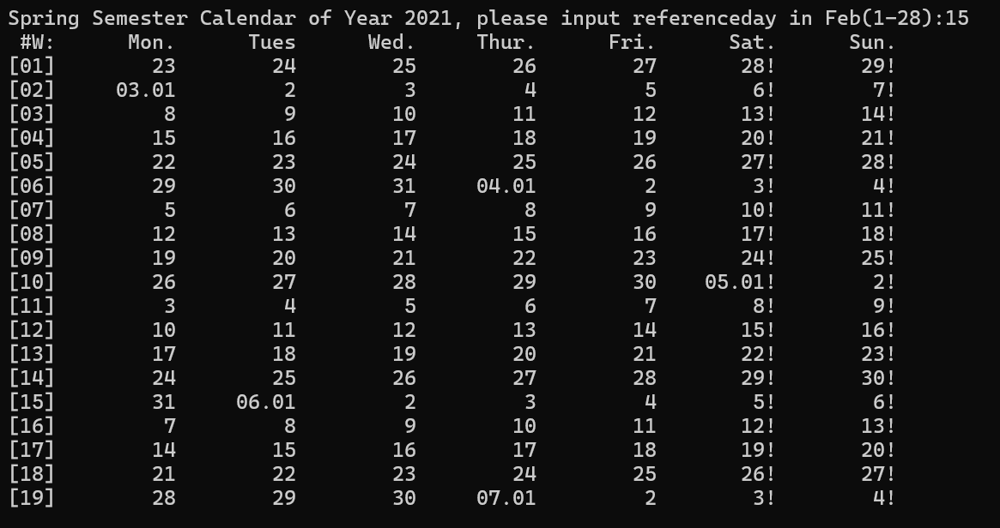 Spring Semester Calendar of Year 2021, please input referenceday in Feb(1-28):15
 #W:      Mon.      Tues      Wed.     Thur.      Fri.      Sat.      Sun.
[01]        23        24        25        26        27       28!       29!
[02]     03.01         2         3         4         5        6!        7!
[03]         8         9        10        11        12       13!       14!
[04]        15        16        17        18        19       20!       21!
[05]        22        23        24        25        26       27!       28!
[06]        29        30        31     04.01         2        3!        4!
[07]         5         6         7         8         9       10!       11!
[08]        12        13        14        15        16       17!       18!
[09]        19        20        21        22        23       24!       25!
[10]        26        27        28        29        30    05.01!        2!
[11]         3         4         5         6         7        8!        9!
[12]        10        11        12        13        14       15!       16!
[13]        17        18        19        20        21       22!       23!
[14]        24        25        26        27        28       29!       30!
[15]        31     06.01         2         3         4        5!        6!
[16]         7         8         9        10        11       12!       13!
[17]        14        15        16        17        18       19!       20!
[18]        21        22        23        24        25       26!       27!
[19]        28        29        30     07.01         2        3!        4!